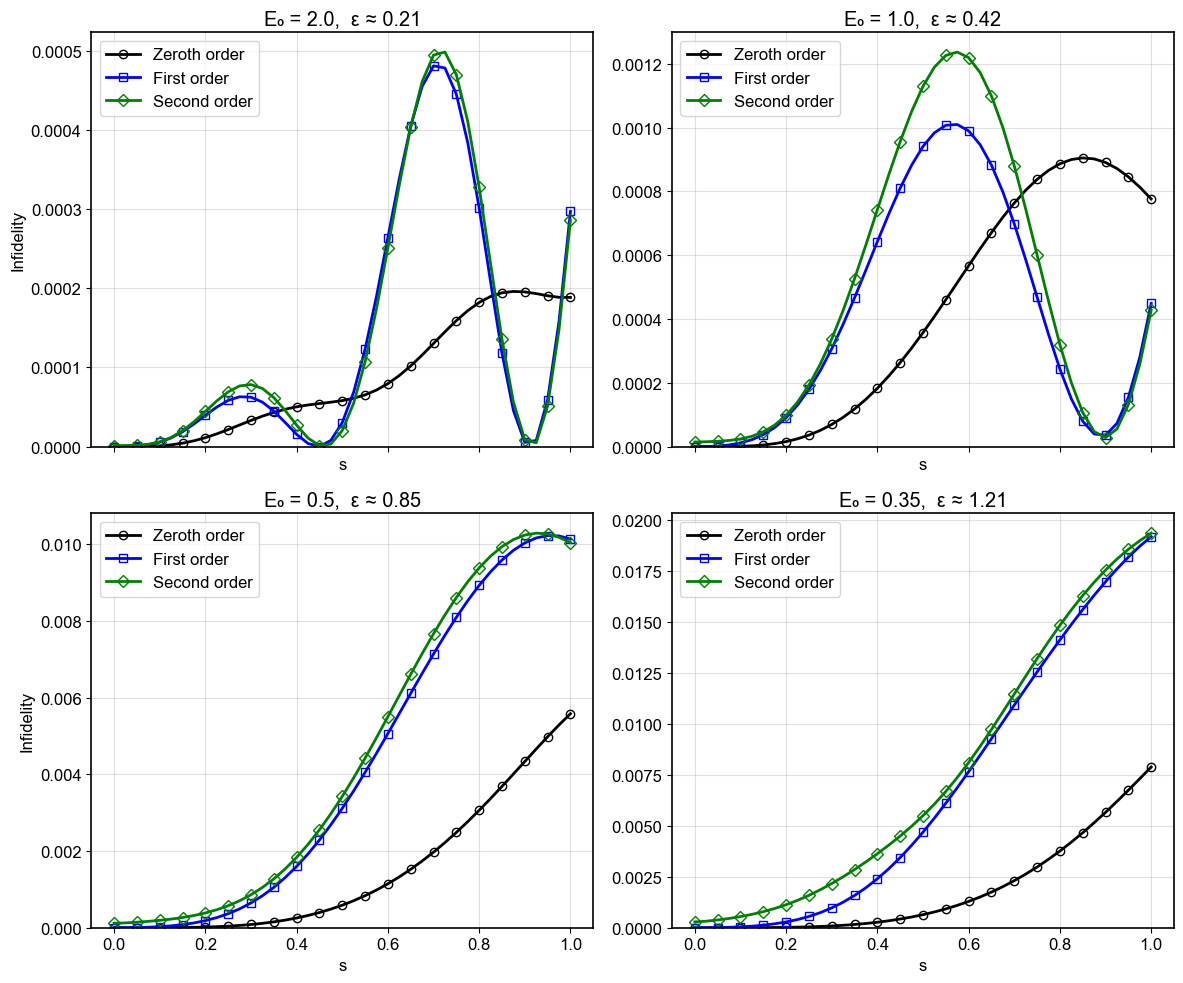 E₀ = 2.0,  ε ≈ 0.21
Zeroth order
First order
Second order
0.0005
0.0004
0.0003
0.0002
0.0001
0.0000
Infidelity
s
E₀ = 1.0,  ε ≈ 0.42
Zeroth order
First order
Second order
0.0012
0.0010
0.0008
0.0006
0.0004
0.0002
0.0000
s
E₀ = 0.5,  ε ≈ 0.85
Zeroth order
First order
Second order
0.010
0.008
0.006
0.004
0.002
0.000
Infidelity
0.0 0.2 0.4 0.6 0.8 1.0
s
E₀ = 0.35,  ε ≈ 1.21
Zeroth order
First order
Second order
0.0200
0.0175
0.0150
0.0125
0.0100
0.0075
0.0050
0.0025
0.0000
0.0 0.2 0.4 0.6 0.8 1.0
s